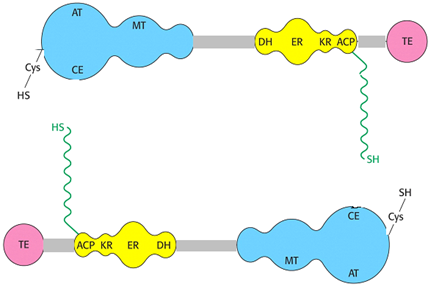 AT
MT
DH ER KR ACP TE
Cys
CE
HS
SH
HS
SH
CE
Cys
TE ACP KR ER DH
MT
AT